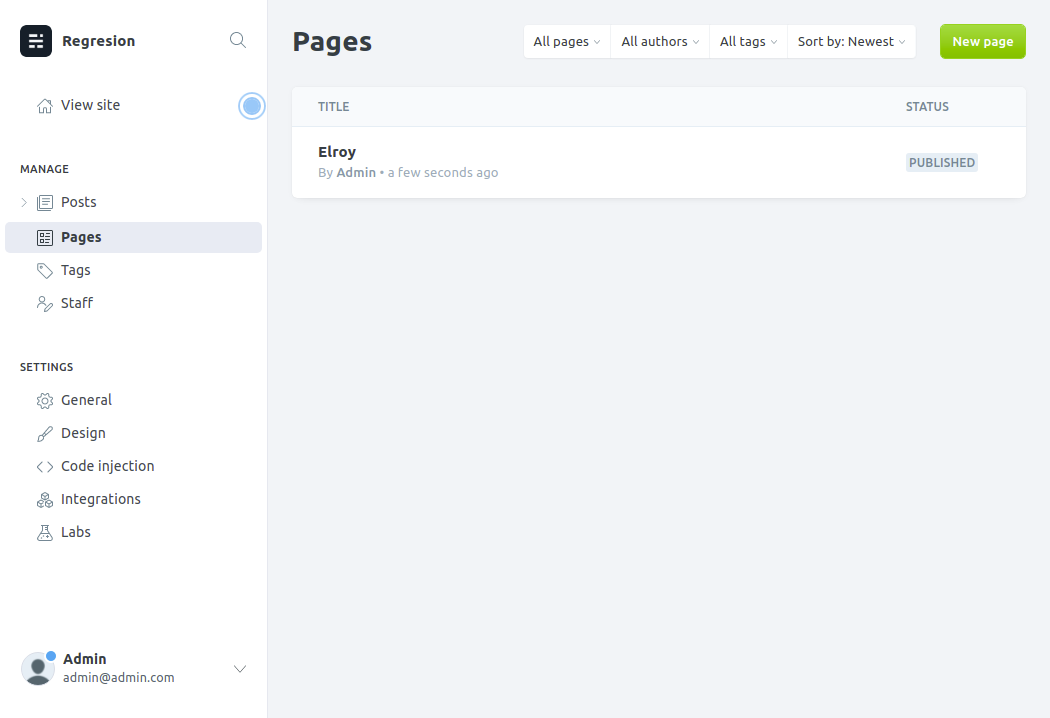 Regresion
View site
MANAGE
Posts
Pages
Tags
Staff
SETTINGS
General
Design
Code injection
Integrations
Labs
Admin
admin@admin.com
Pages
All pages
All authors
All tags
Sort by: Newest
New page
TITLE
STATUS
Elroy
By Admin • a few seconds ago
PUBLISHED